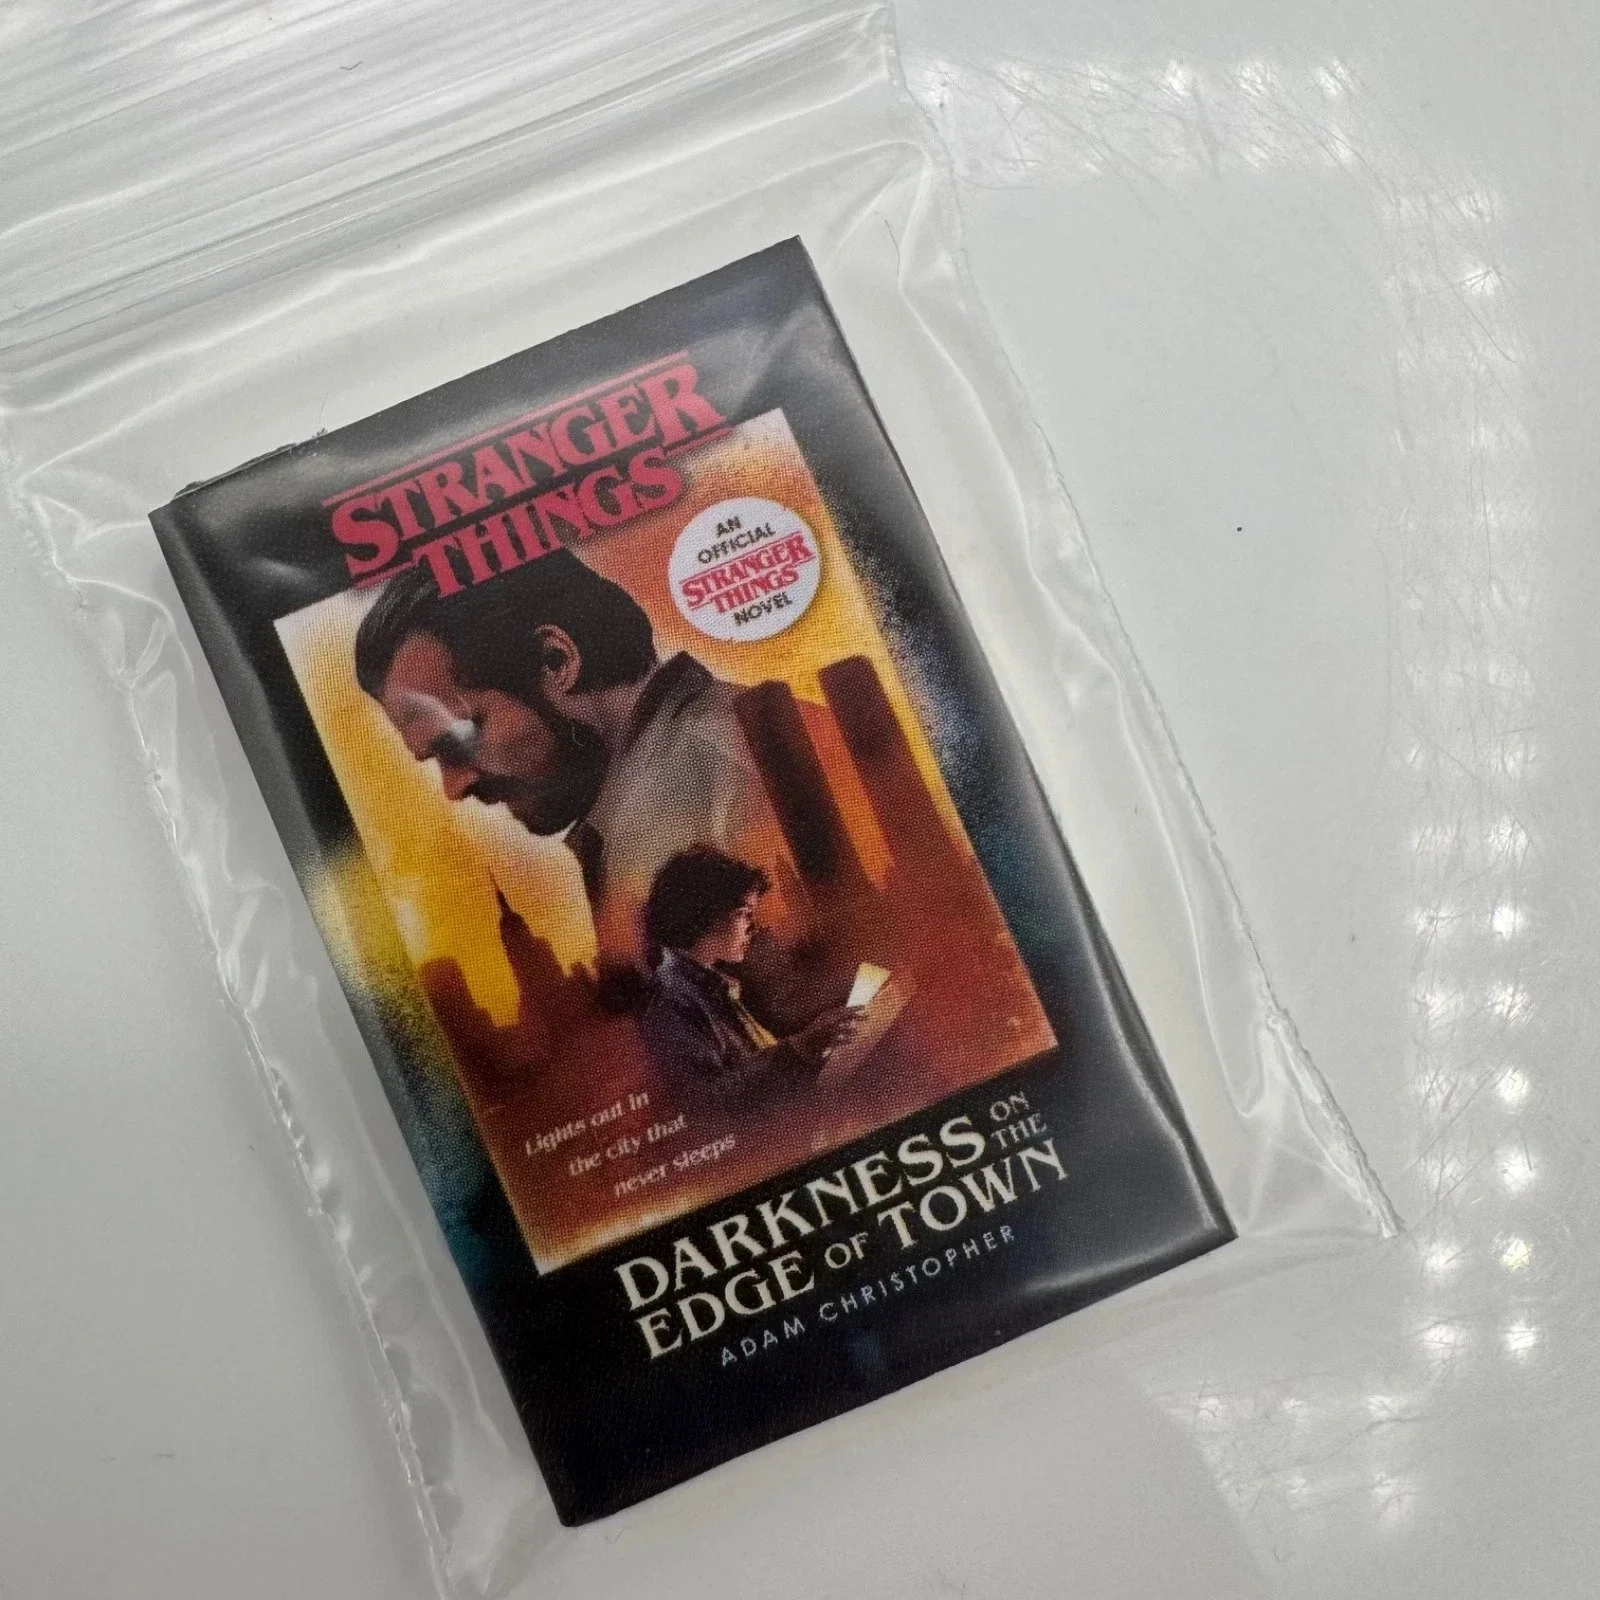 STRANGER
THINGS
AN
OFFICIAL
STRANGER
THINGS
NOVEL
Lights out in
the city that
never sleeps
DARKNESS ON THE
EDGE OF TOWN
ADAM CHRISTOPHER